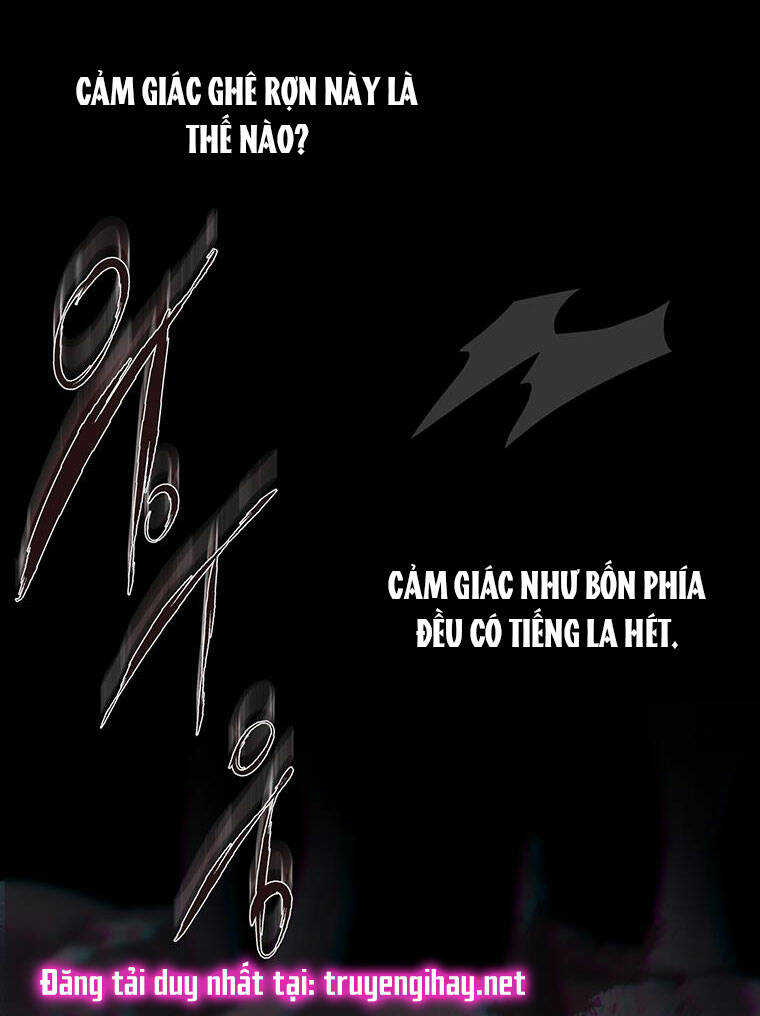 CẢM GIÁC GHÊ RỢN NÀY LÀ
THẾ NÀO?
CẢM GIÁC NHƯ BỐN PHÍA
ĐỀU CÓ TIẾNG LA HÉT.
Đăng tải duy nhất tại: truyengihay.net